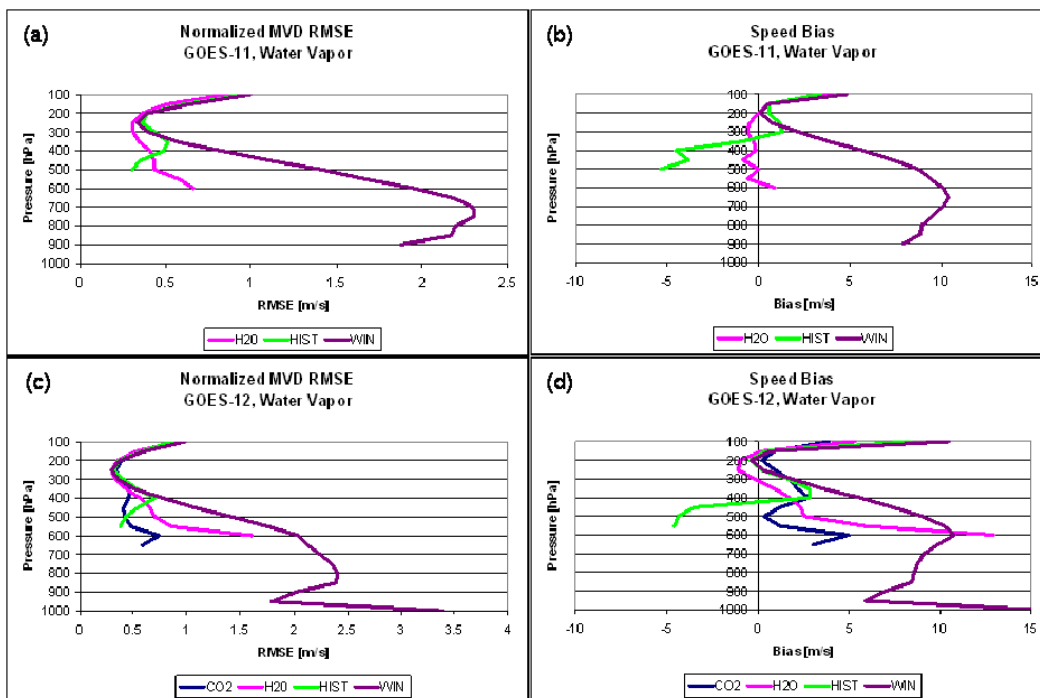 (a)
Normalized MVD RMSE
GOES-11, Water Vapor
Pressure [hPa]
100
200
300
400
500
600
700
800
900
1000
0 0.5 1 1.5 2 2.5
RMSE [m/s]
H20 HIST WIN
(b)
Speed Bias
GOES-11, Water Vapor
Pressure [hPa]
100
200
300
400
500
600
700
800
900
1000
-10 -5 0 5 10 15
Bias [m/s]
H2O HIST WIN
(c)
Normalized MVD RMSE
GOES-12, Water Vapor
Pressure [hPa]
100
200
300
400
500
600
700
800
900
1000
0 0.5 1 1.5 2 2.5 3 3.5 4
RMSE [m/s]
CO2 H20 HIST WIN
(d)
Speed Bias
GOES-12, Water Vapor
Pressure [hPa]
100
200
300
400
500
600
700
800
900
1000
-10 -5 0 5 10 15
Bias [m/s]
CO2 H2O HIST WIN